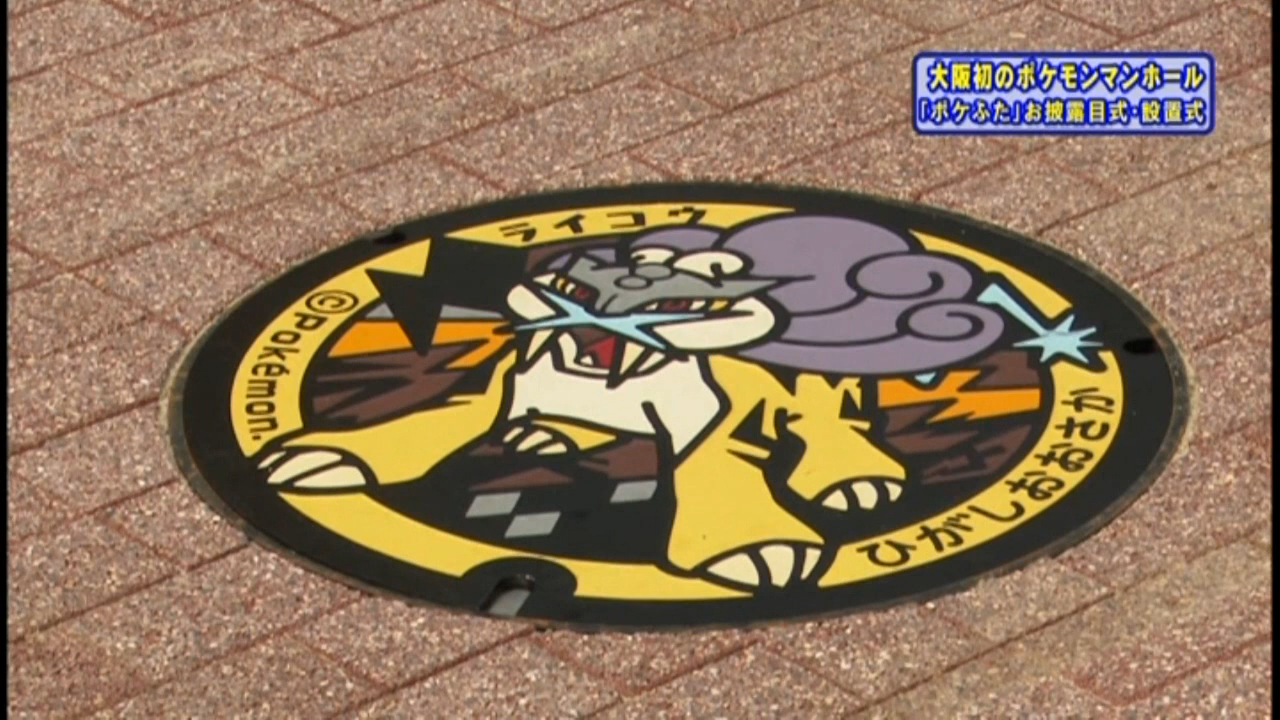 大阪初のポケモンマンホール
「ポケふた」お披露目式・設置式
ライコウ
©Pokémon.
ひがしおおさか